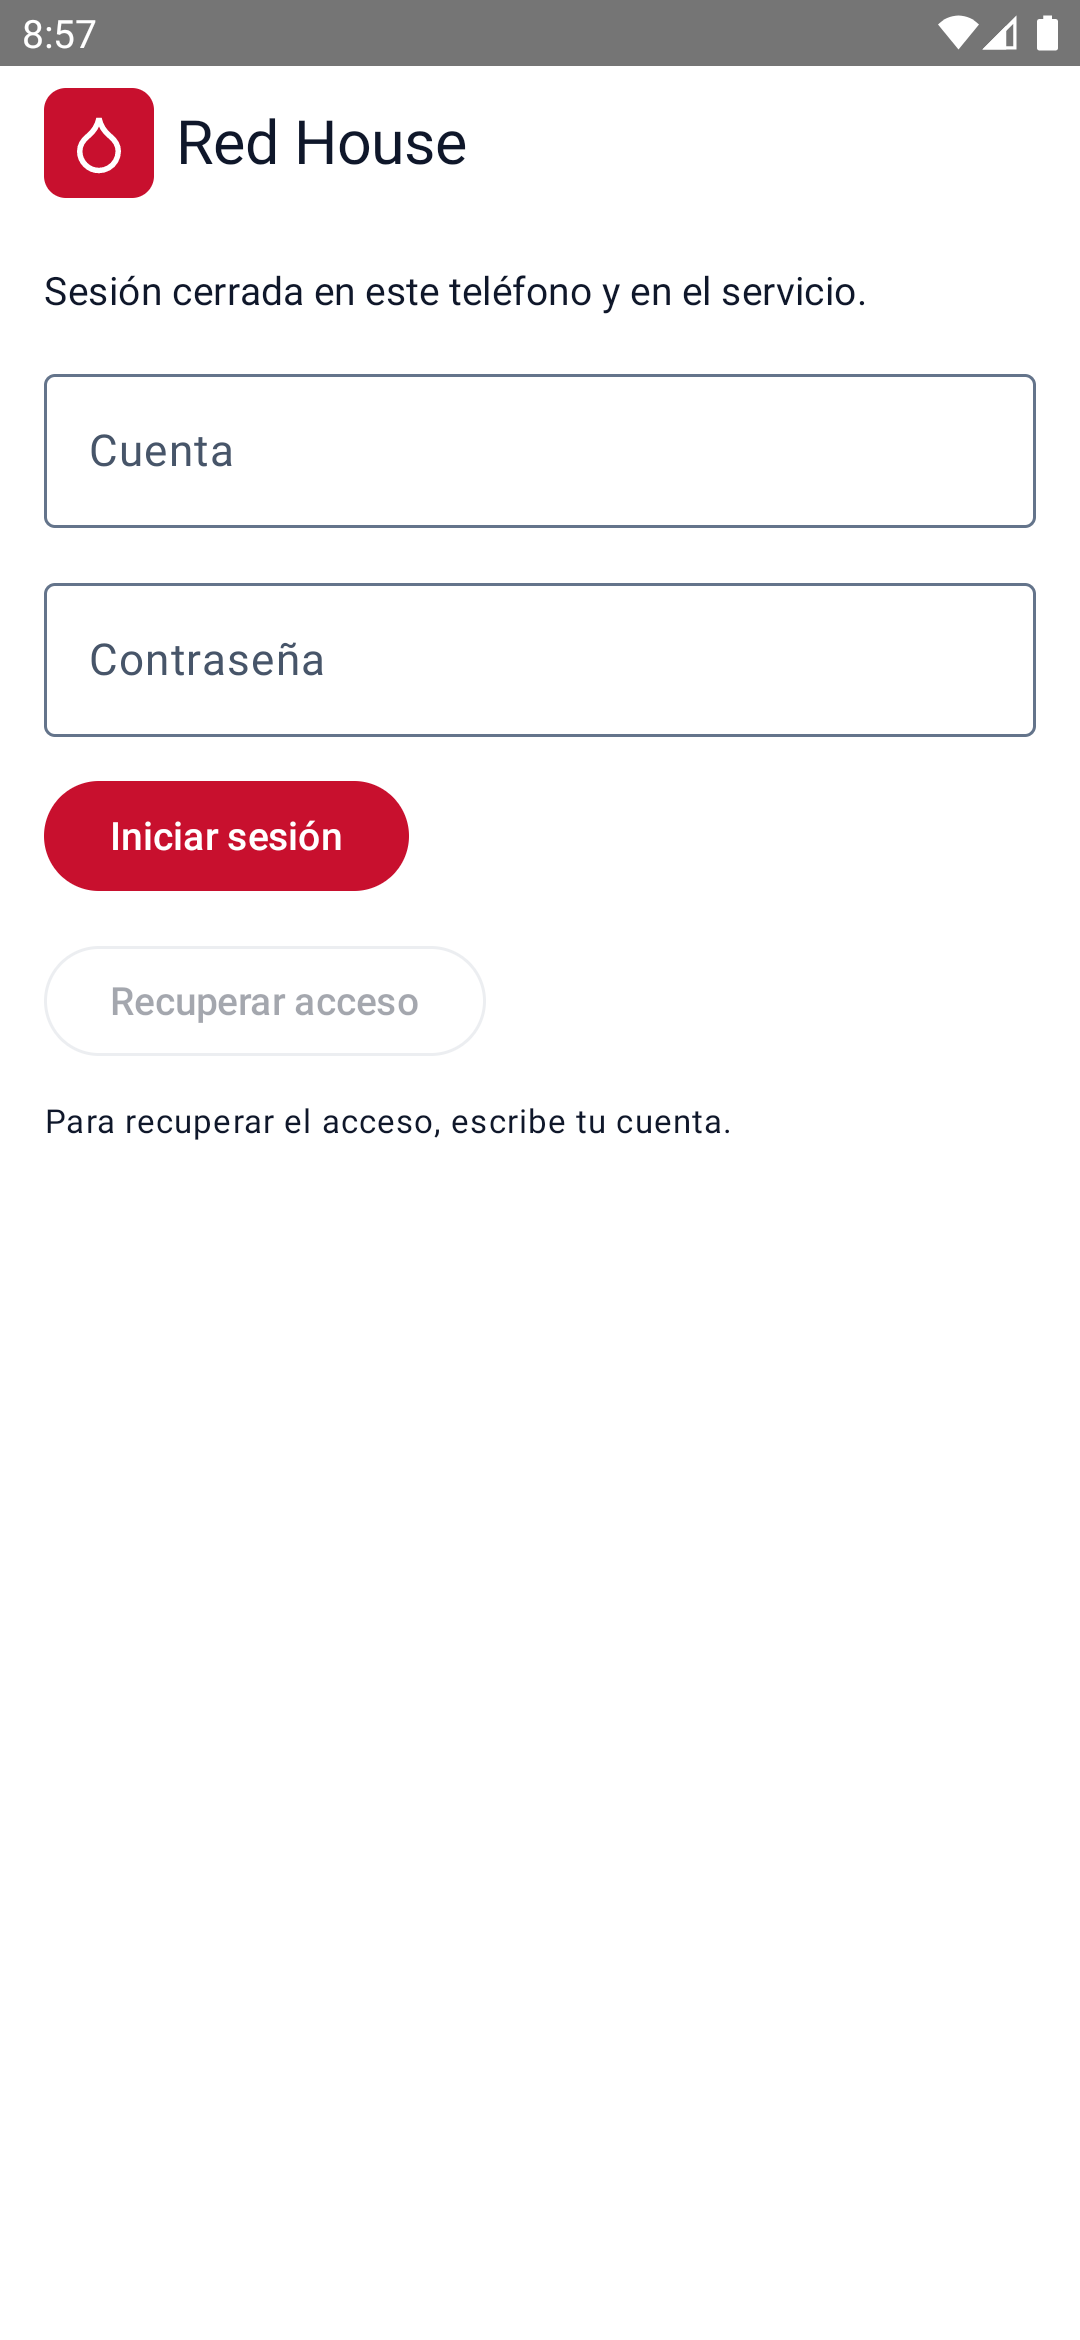 8:57
Red House
Sesión cerrada en este teléfono y en el servicio.
Cuenta
Contraseña
Iniciar sesión
Recuperar acceso
Para recuperar el acceso, escribe tu cuenta.